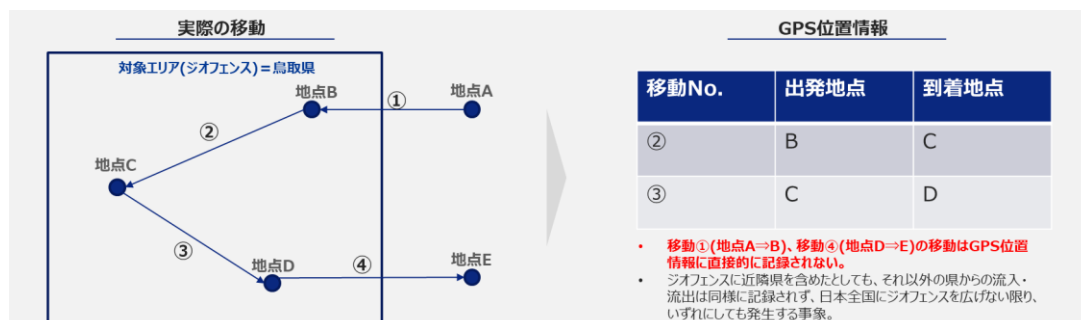 実際の移動
対象エリア(ジオフェンス)=鳥取県
地点B
①
地点A
②
地点C
③
地点D
④
地点E
GPS位置情報
移動No. 出発地点 到着地点
② B C
③ C D
• 移動①(地点A⇒B)、移動④(地点D⇒E)の移動はGPS位置
情報に直接的に記録されない。
• ジオフェンスに近隣県を含めたとしても、それ以外の県からの流入・
流出は同様に記録されず、日本全国にジオフェンスを広げない限り、
いずれにしても発生する事象。